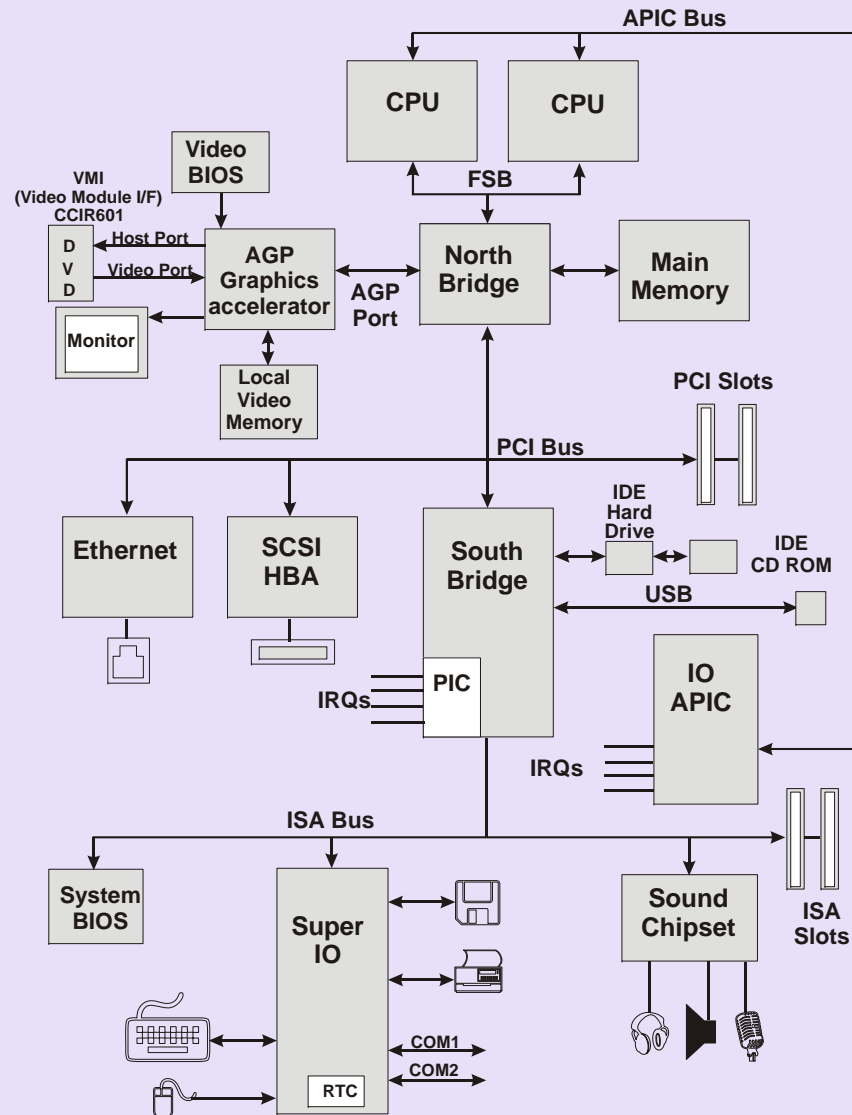 APIC Bus
CPU
CPU
FSB
Video
BIOS
VMI
(Video Module I/F)
CCIR601
D
V
D
Host Port
Video Port
AGP
Graphics
accelerator
AGP
Port
North
Bridge
Main
Memory
Monitor
Local
Video
Memory
PCI Slots
PCI Bus
Ethernet
SCSI
HBA
South
Bridge
IDE
Hard
Drive
IDE
CD ROM
USB
PIC
IRQs
IO
APIC
IRQs
ISA Bus
System
BIOS
Super
IO
Sound
Chipset
ISA
Slots
COM1
COM2
RTC